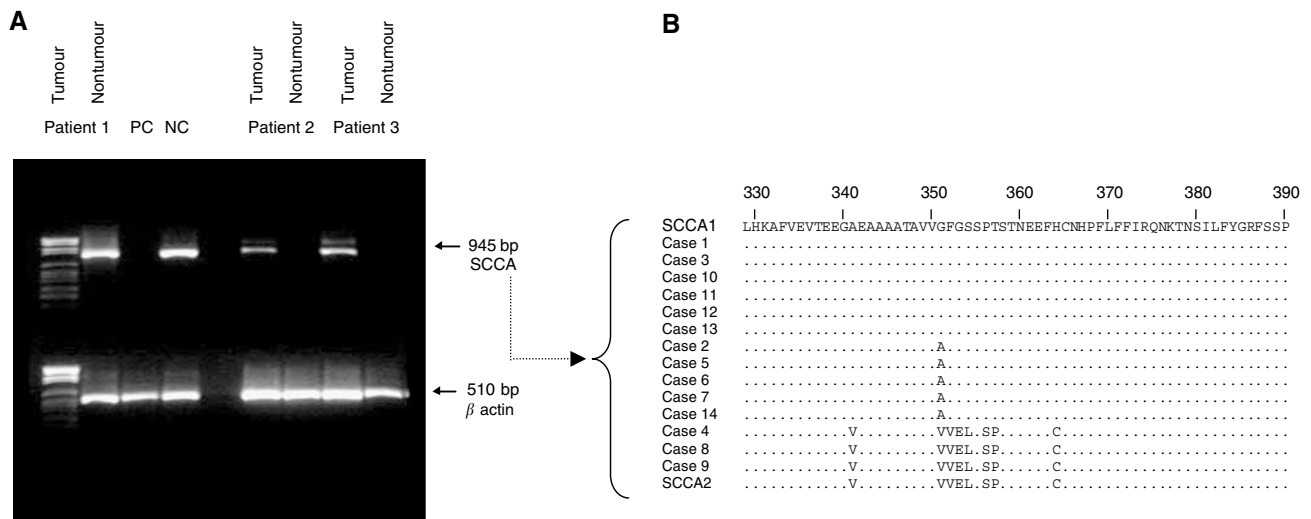 A
Tumour
Nontumour
Tumour
Nontumour
Tumour
Nontumour
Patient 1 PC NC Patient 2 Patient 3
945 bp
SCCA
510 bp
β actin
B
330 340 350 360 370 380 390
SCCA1 LHKAFVEVTEEGAEAAAATAVVGFGSSPTSTNEEFHCNHPFLFFIRQNKTNSILFYGRFSSP
Case 1 ..............................................................
Case 3 ..............................................................
Case 10 ..............................................................
Case 11 ..............................................................
Case 12 ..............................................................
Case 13 ..............................................................
Case 2 ......................A.......................................
Case 5 ......................A.......................................
Case 6 ......................A.......................................
Case 7 ......................A.......................................
Case 14 ......................A.......................................
Case 4 ............V.........VVEL.SP......C..........................
Case 8 ............V.........VVEL.SP......C..........................
Case 9 ............V.........VVEL.SP......C..........................
SCCA2 ............V.........VVEL.SP......C..........................